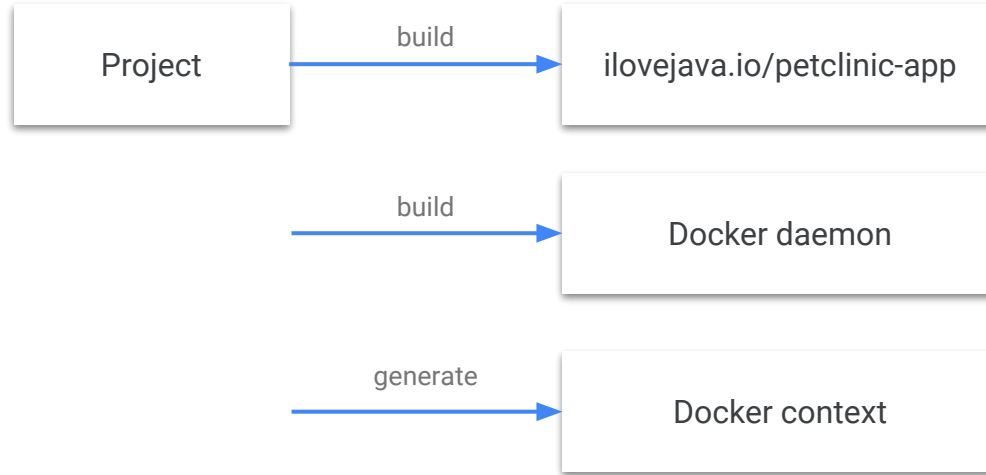 Project
build
ilovejava.io/petclinic-app
build
Docker daemon
generate
Docker context